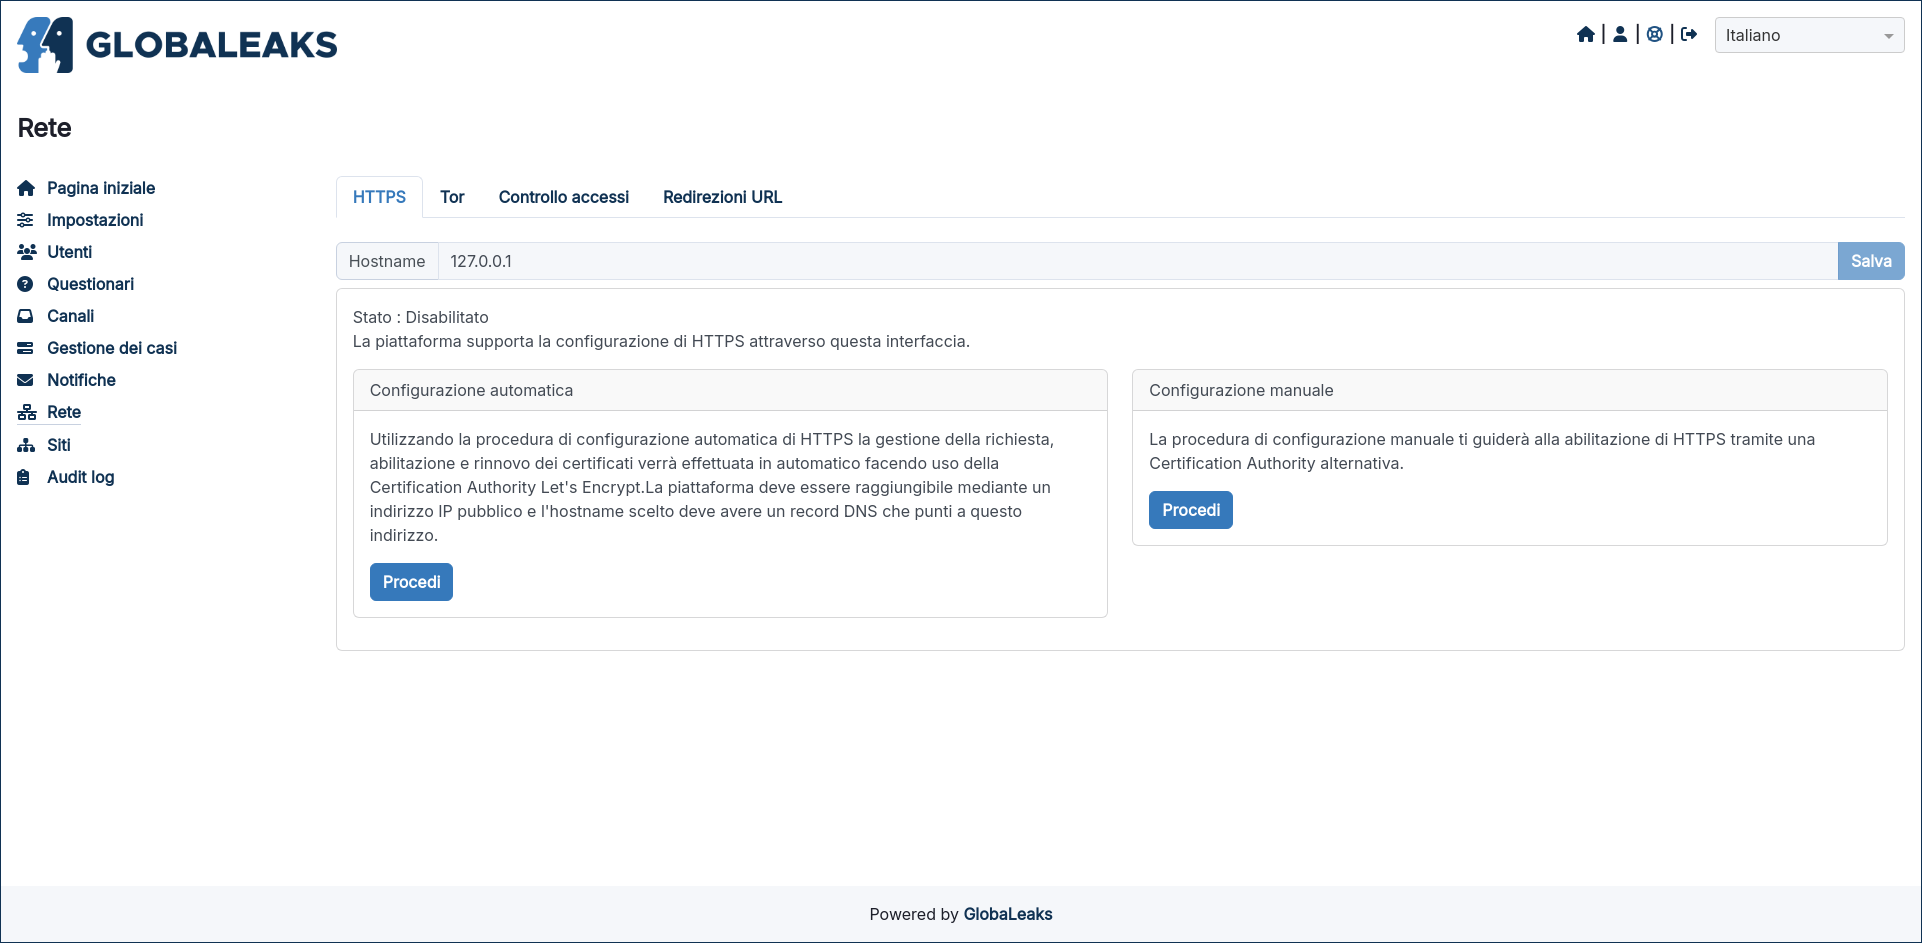 GLOBALEAKS
Italiano
Rete
Pagina iniziale
Impostazioni
Utenti
Questionari
Canali
Gestione dei casi
Notifiche
Rete
Siti
Audit log
HTTPS Tor Controllo accessi Redirezioni URL
Hostname 127.0.0.1 Salva
Stato : Disabilitato
La piattaforma supporta la configurazione di HTTPS attraverso questa interfaccia.
Configurazione automatica
Utilizzando la procedura di configurazione automatica di HTTPS la gestione della richiesta,
abilitazione e rinnovo dei certificati verrà effettuata in automatico facendo uso della
Certification Authority Let's Encrypt.La piattaforma deve essere raggiungibile mediante un
indirizzo IP pubblico e l'hostname scelto deve avere un record DNS che punti a questo
indirizzo.
Procedi
Configurazione manuale
La procedura di configurazione manuale ti guiderà alla abilitazione di HTTPS tramite una
Certification Authority alternativa.
Procedi
Powered by GlobaLeaks